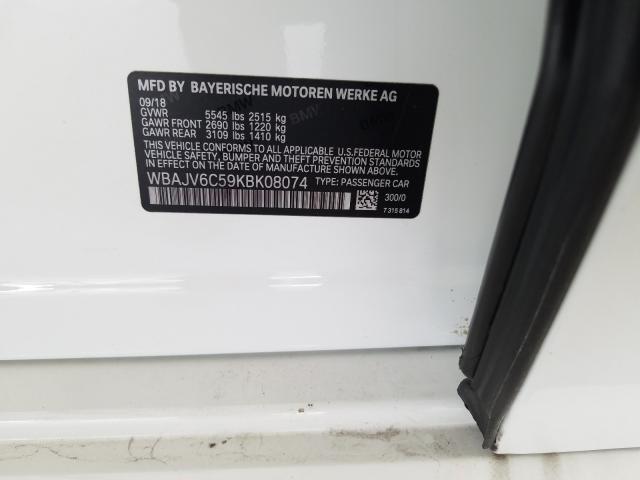 MFD BY BAYERISCHE MOTOREN WERKE AG
09/18
GVWR 5545 lbs 2515 kg
GAWR FRONT 2690 lbs 1220 kg
GAWR REAR 3109 lbs 1410 kg
THIS VEHICLE CONFORMS TO ALL APPLICABLE U.S.FEDERAL MOTOR
VEHICLE SAFETY, BUMPER AND THEFT PREVENTION STANDARDS
IN EFFECT ON THE DATE OF MANUFACTURE SHOWN ABOVE.
WBAJV6C59KBK08074 TYPE: PASSENGER CAR
300/0
7 315 814